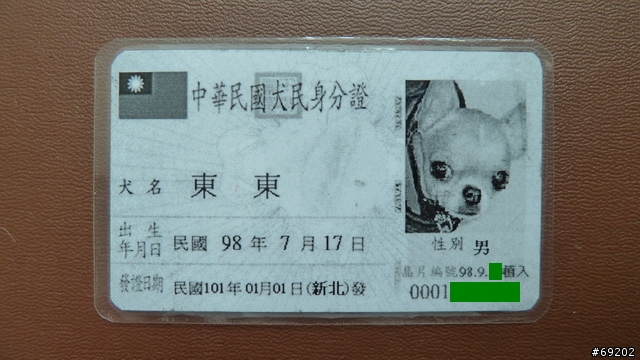 中華民國犬民身分證
犬名 東東
出生年月日 民國 98 年 7 月 17 日
性別 男
晶片編號98.9. 植入
0001
發證日期 民國101年01月01日(新北)發
#69202